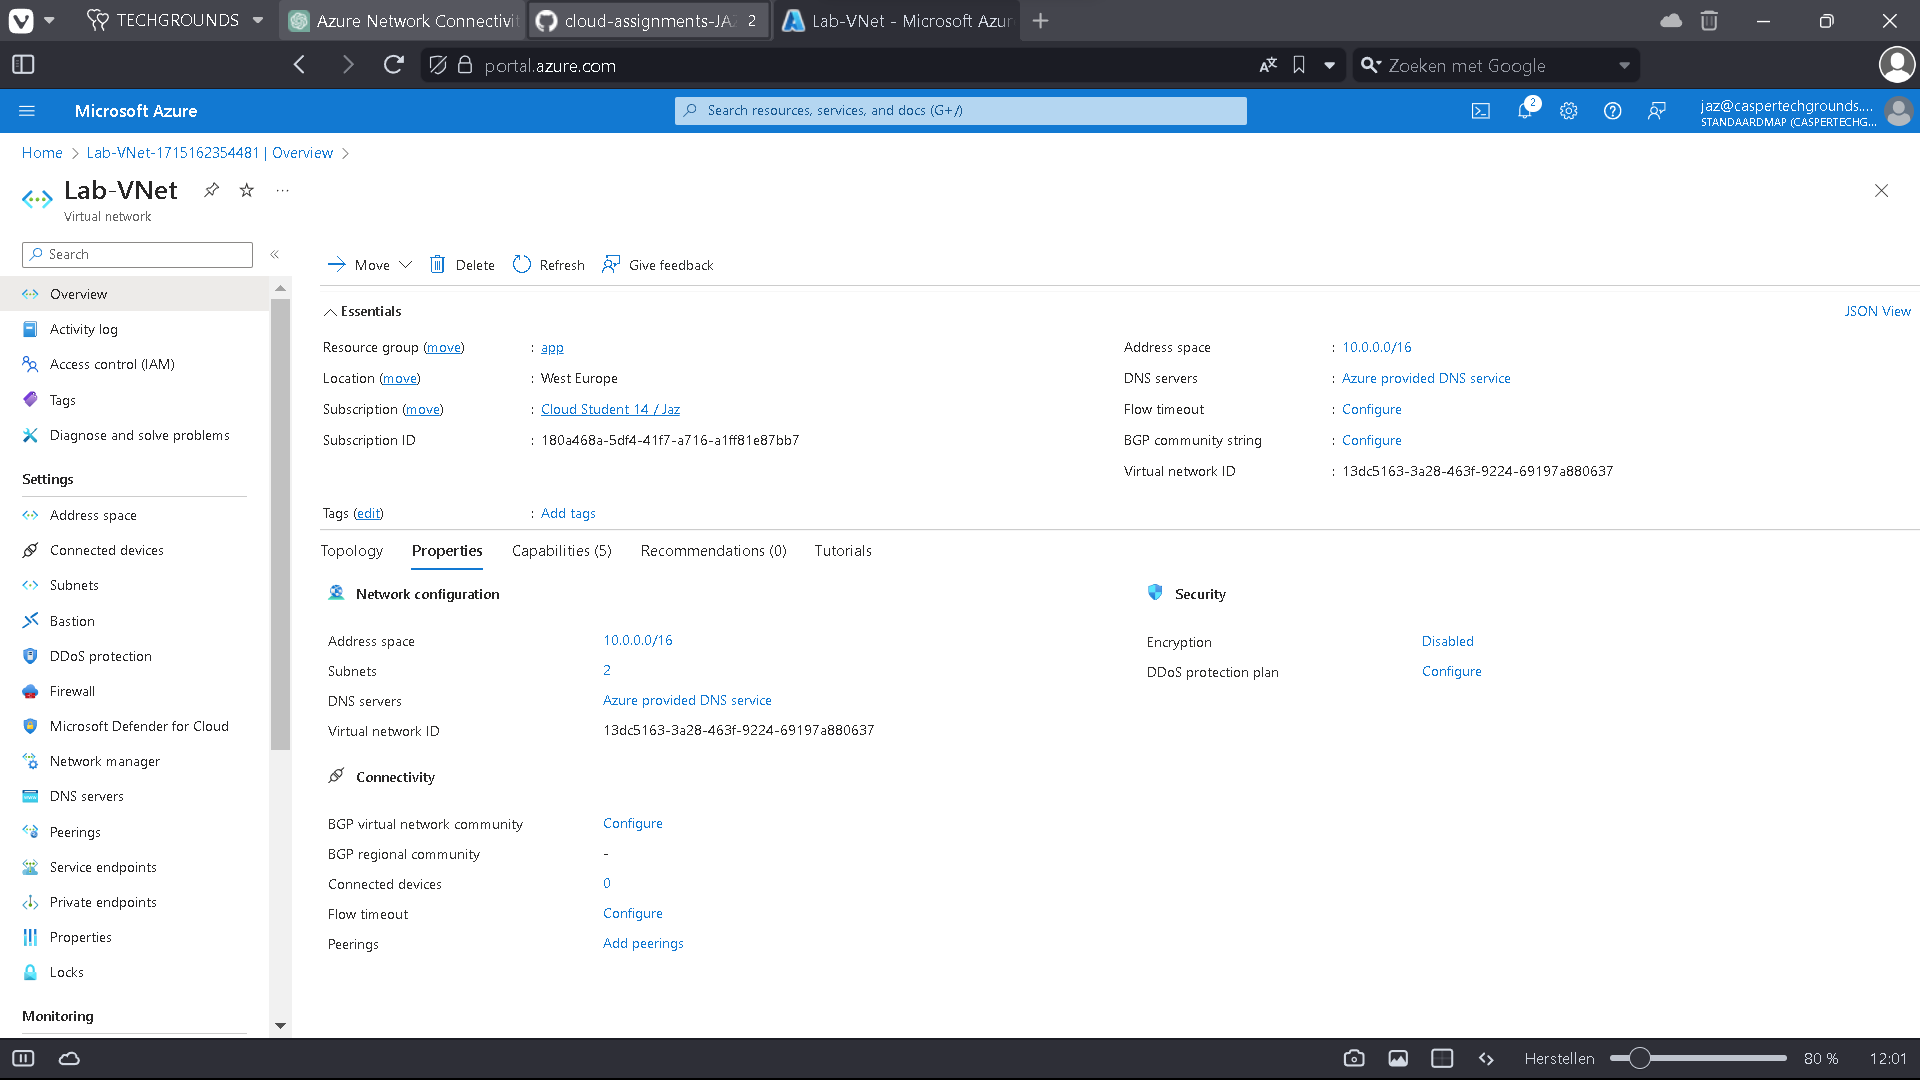 TECHGROUNDS
Azure Network Connectivit
cloud-assignments-JAZ 2
Lab-VNet - Microsoft Azur
portal.azure.com
Zoeken met Google
Microsoft Azure
Search resources, services, and docs (G+/)
2
jaz@caspertechgrounds....
STANDAARDMAP (CASPERTECHG...
Home
Lab-VNet-1715162354481 | Overview
Lab-VNet
Virtual network
Search
Move
Delete
Refresh
Give feedback
Overview
Activity log
Access control (IAM)
Tags
Diagnose and solve problems
Settings
Address space
Connected devices
Subnets
Bastion
DDoS protection
Firewall
Microsoft Defender for Cloud
Network manager
DNS servers
Peerings
Service endpoints
Private endpoints
Properties
Locks
Monitoring
Essentials
JSON View
Resource group (move) : app
Location (move) : West Europe
Subscription (move) : Cloud Student 14 / Jaz
Subscription ID : 180a468a-5df4-41f7-a716-a1ff81e87bb7
Address space : 10.0.0.0/16
DNS servers : Azure provided DNS service
Flow timeout : Configure
BGP community string : Configure
Virtual network ID : 13dc5163-3a28-463f-9224-69197a880637
Tags (edit) : Add tags
Topology Properties Capabilities (5) Recommendations (0) Tutorials
Network configuration
Address space 10.0.0.0/16
Subnets 2
DNS servers Azure provided DNS service
Virtual network ID 13dc5163-3a28-463f-9224-69197a880637
Connectivity
BGP virtual network community Configure
BGP regional community -
Connected devices 0
Flow timeout Configure
Peerings Add peerings
Security
Encryption Disabled
DDoS protection plan Configure
Herstellen 80 % 12:01